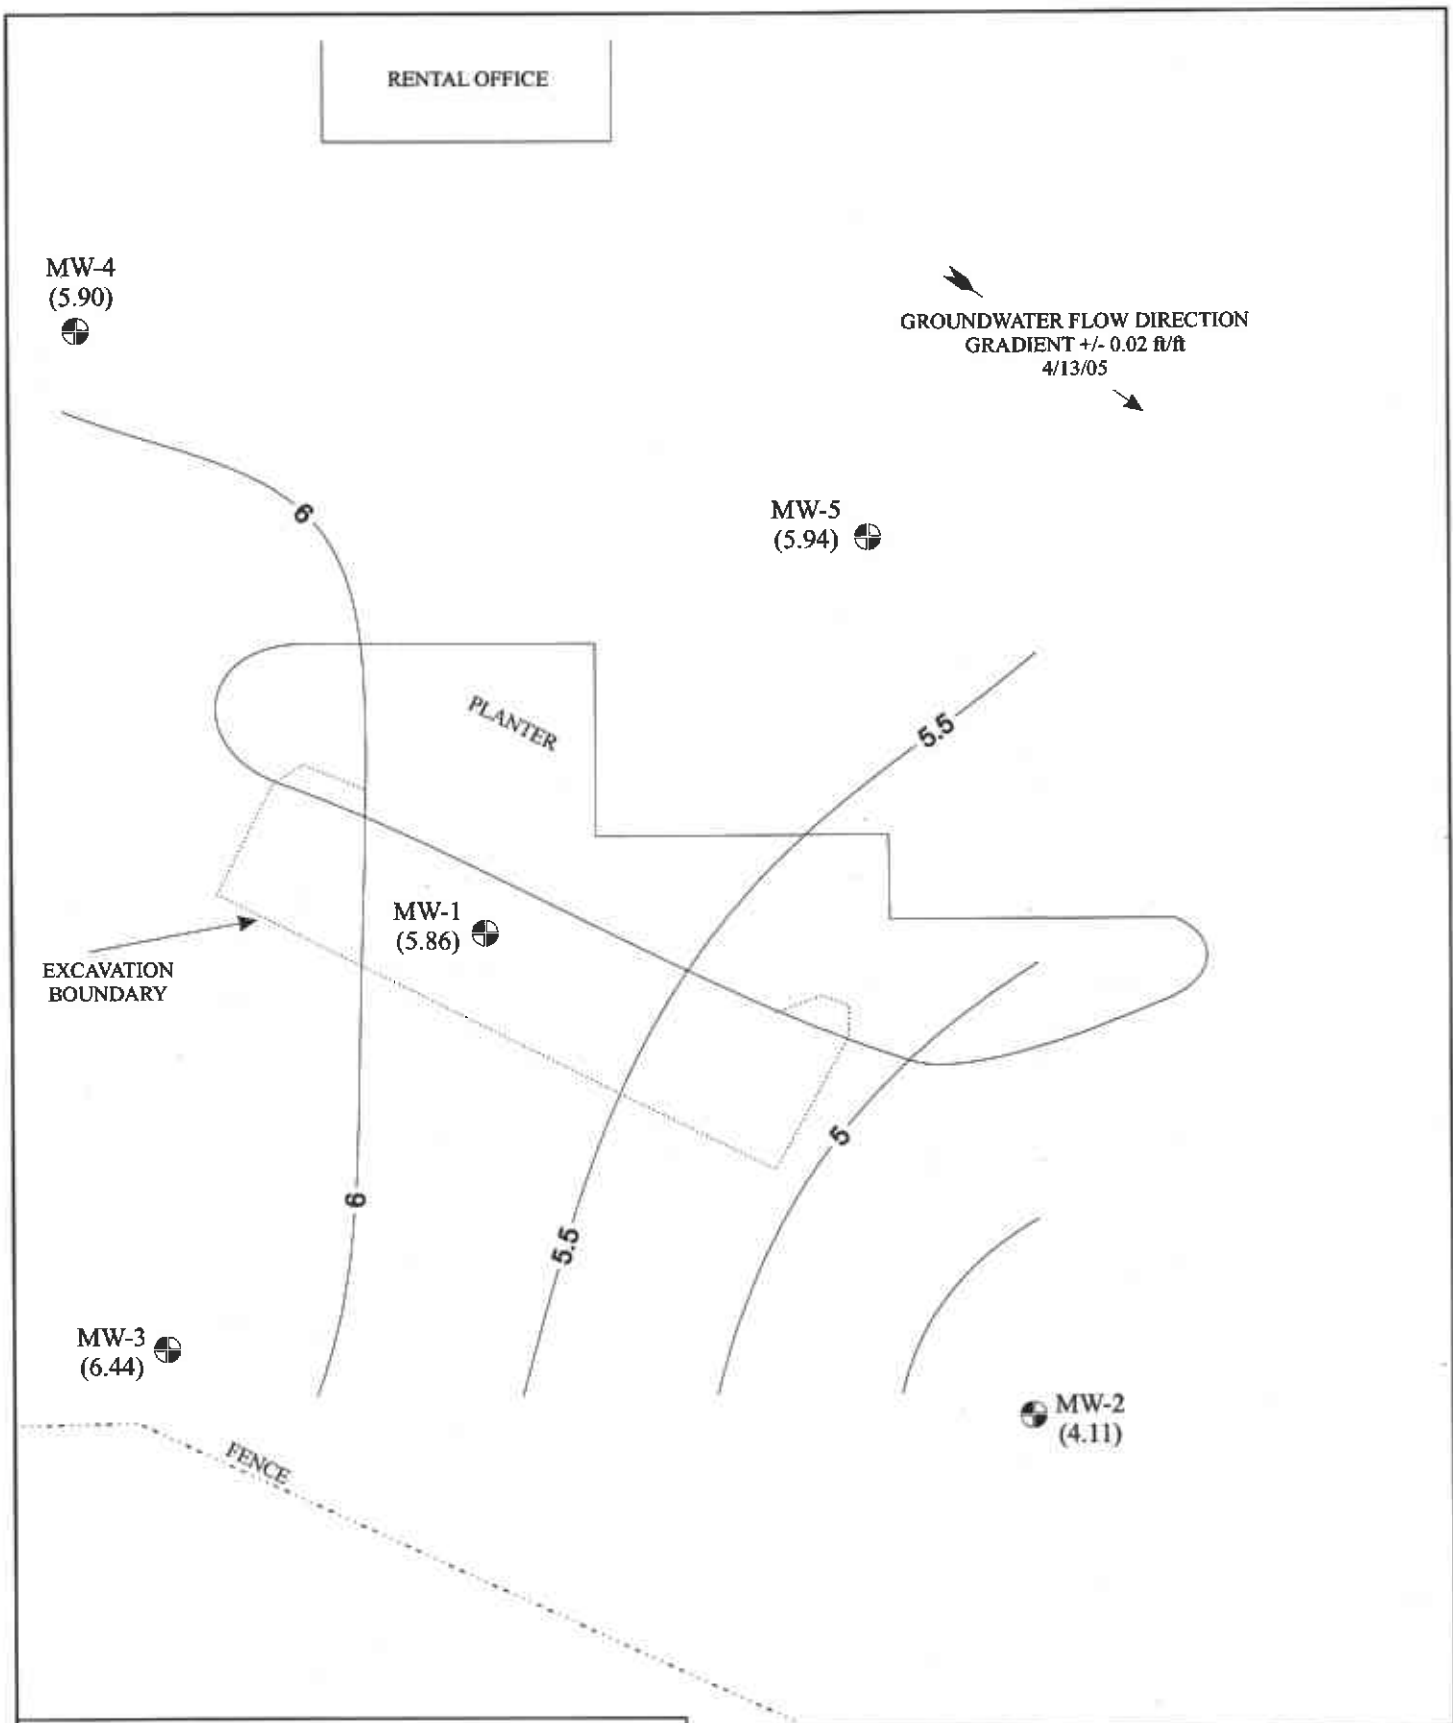 RENTAL OFFICE
MW-4
(5.90)
GROUNDWATER FLOW DIRECTION
GRADIENT +/- 0.02 ft/ft
4/13/05
6
MW-5
(5.94)
PLANTER
5.5
MW-1
(5.86)
EXCAVATION
BOUNDARY
5
6
5.5
MW-3
(6.44)
MW-2
(4.11)
FENCE